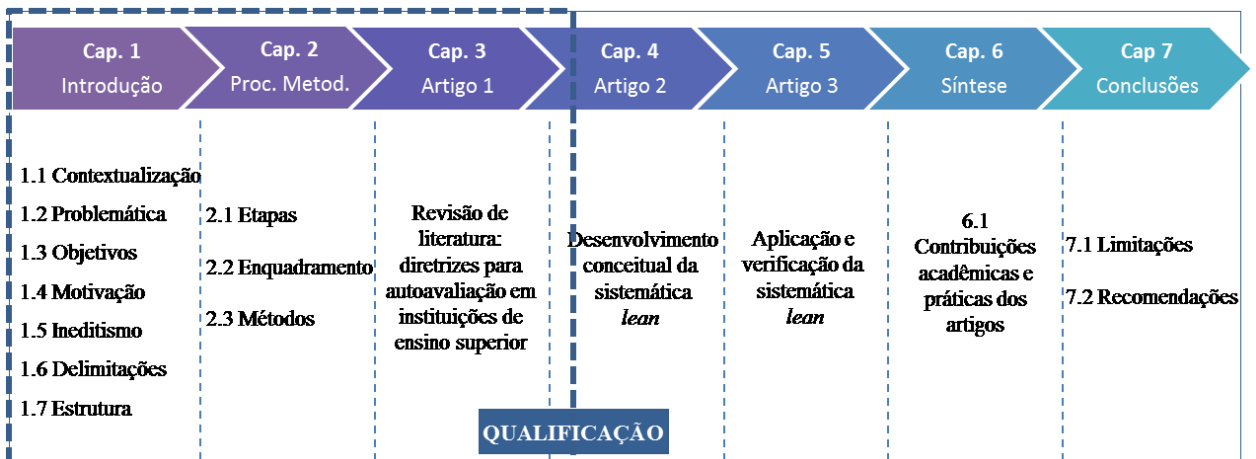 Cap. 1
Introdução
Cap. 2
Proc. Metod.
Cap. 3
Artigo 1
Cap. 4
Artigo 2
Cap. 5
Artigo 3
Cap. 6
Síntese
Cap 7
Conclusões
1.1 Contextualização
1.2 Problemática
1.3 Objetivos
1.4 Motivação
1.5 Ineditismo
1.6 Delimitações
1.7 Estrutura
2.1 Etapas
2.2 Enquadramento
2.3 Métodos
Revisão de
literatura:
diretrizes para
autoavaliação em
instituições de
ensino superior
Desenvolvimento
conceitual da
sistemática
lean
Aplicação e
verificação da
sistemática
lean
6.1
Contribuições
acadêmicas e
práticas dos
artigos
7.1 Limitações
7.2 Recomendações
QUALIFICAÇÃO